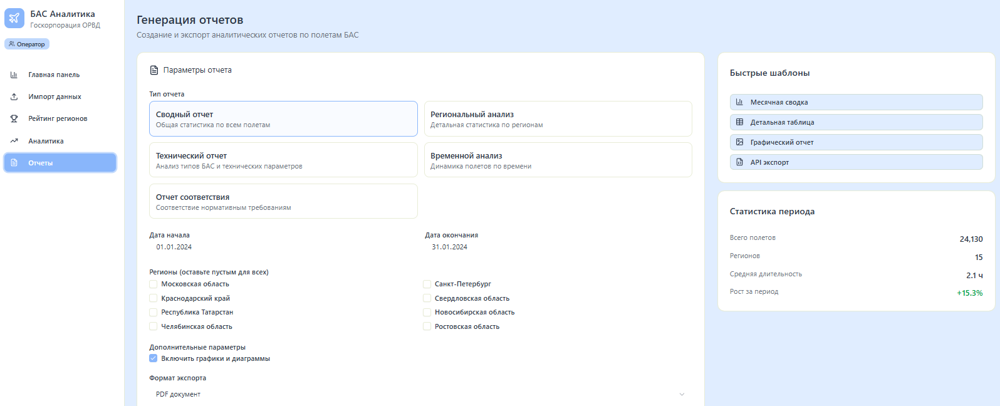 БАС Аналитика
Госкорпорация ОРВД
Оператор
Главная панель
Импорт данных
Рейтинг регионов
Аналитика
Отчеты
Генерация отчетов
Создание и экспорт аналитических отчетов по полетам БАС
Параметры отчета
Тип отчета
Сводный отчет
Общая статистика по всем полетам
Региональный анализ
Детальная статистика по регионам
Технический отчет
Анализ типов БАС и технических параметров
Временной анализ
Динамика полетов по времени
Отчет соответствия
Соответствие нормативным требованиям
Дата начала
01.01.2024
Дата окончания
31.01.2024
Регионы (оставьте пустым для всех)
Московская область
Санкт-Петербург
Краснодарский край
Свердловская область
Республика Татарстан
Новосибирская область
Челябинская область
Ростовская область
Дополнительные параметры
Включить графики и диаграммы
Формат экспорта
PDF документ
Быстрые шаблоны
Месячная сводка
Детальная таблица
Графический отчет
API экспорт
Статистика периода
Всего полетов 24,130
Регионов 15
Средняя длительность 2.1 ч
Рост за период +15.3%